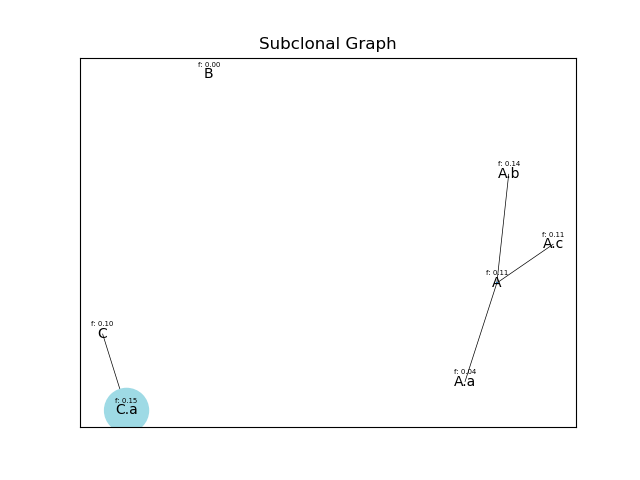 Subclonal Graph
f: 0.00
B
f: 0.14
A.b
f: 0.11
A.c
f: 0.11
A
f: 0.10
C
f: 0.04
A.a
f: 0.15
C.a